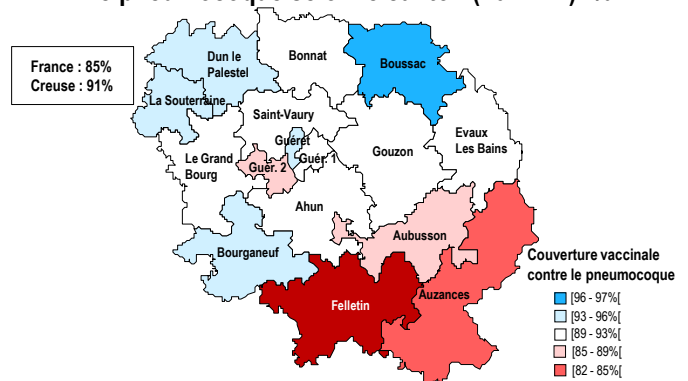 France : 85%
Creuse : 91%
Dun le
Palestel
Bonnat
Boussac
La Souterraine
Saint-Vaury
Guéret
Guér. 1
Evaux
Les Bains
Le Grand
Bourg
Guér. 2
Gouzon
Ahun
Aubusson
Bourganeuf
Couverture vaccinale
contre le pneumocoque
Auzances
Felletin
[96 - 97%[
[93 - 96%[
[89 - 93%[
[85 - 89%[
[82 - 85%[